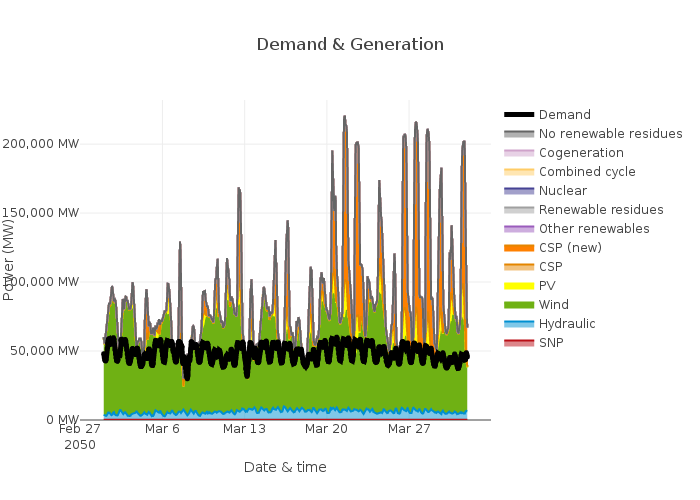 Demand & Generation
Power (MW)
200,000 MW
150,000 MW
100,000 MW
50,000 MW
0 MW
Feb 27
2050
Mar 6
Mar 13
Mar 20
Mar 27
Date & time
Demand
No renewable residues
Cogeneration
Combined cycle
Nuclear
Renewable residues
Other renewables
CSP (new)
CSP
PV
Wind
Hydraulic
SNP